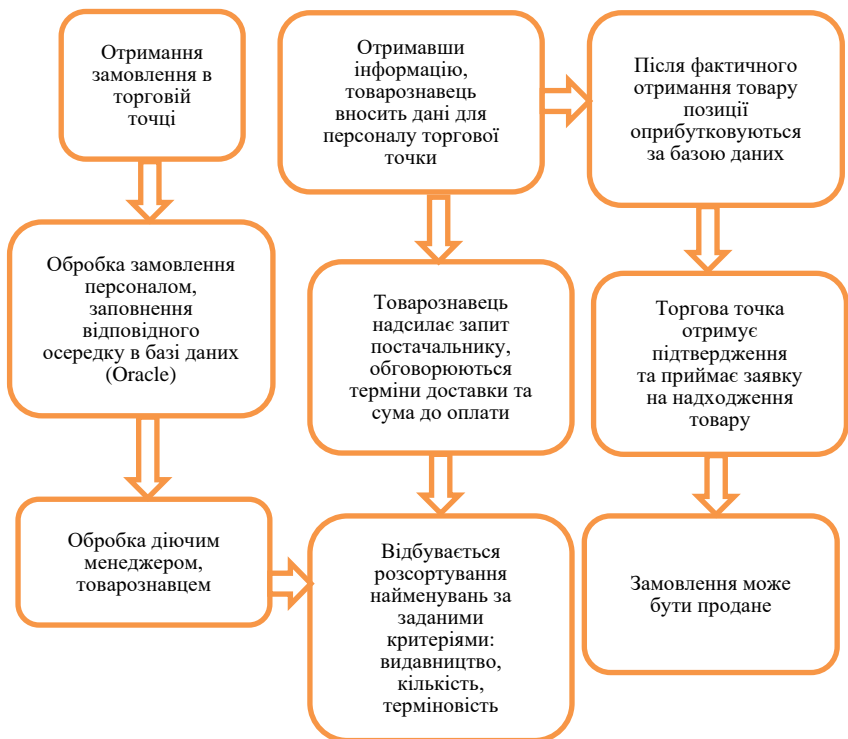 Отримання
замовлення в
торговій
точці
Обробка замовлення
персоналом,
заповнення
відповідного
осередку в базі даних
(Oracle)
Обробка діючим
менеджером,
товарознавцем
Отримавши
інформацію,
товарознавець
вносить дані для
персоналу торгової
точки
Товарознавець
надсилає запит
постачальнику,
обговорюються
терміни доставки та
сума до оплати
Відбувається
розсортування
найменувань за
заданими
критеріями:
видавництво,
кількість,
терміновість
Після фактичного
отримання товару
позиції
оприбутковуються
за базою даних
Торгова точка
отримує
підтвердження
та приймає заявку
на надходження
товару
Замовлення може
бути продане